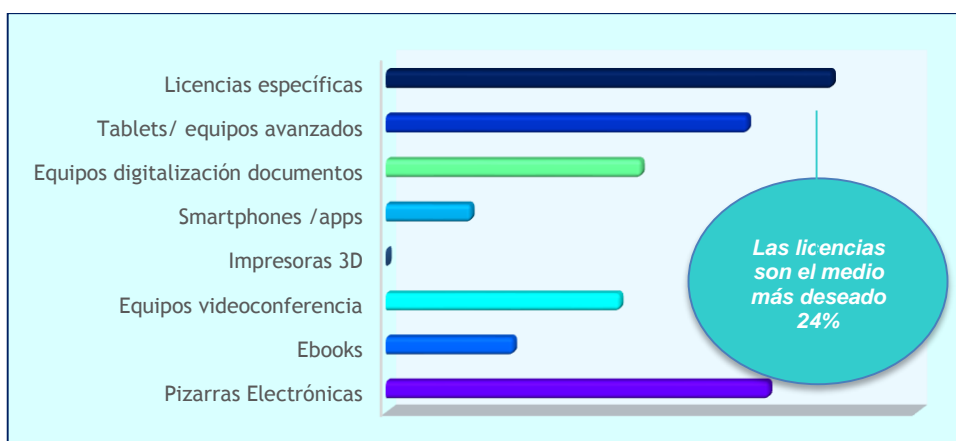 Licencias específicas
Tablets/ equipos avanzados
Equipos digitalización documentos
Smartphones /apps
Impresoras 3D
Equipos videoconferencia
Ebooks
Pizarras Electrónicas
Las licencias
son el medio
más deseado
24%